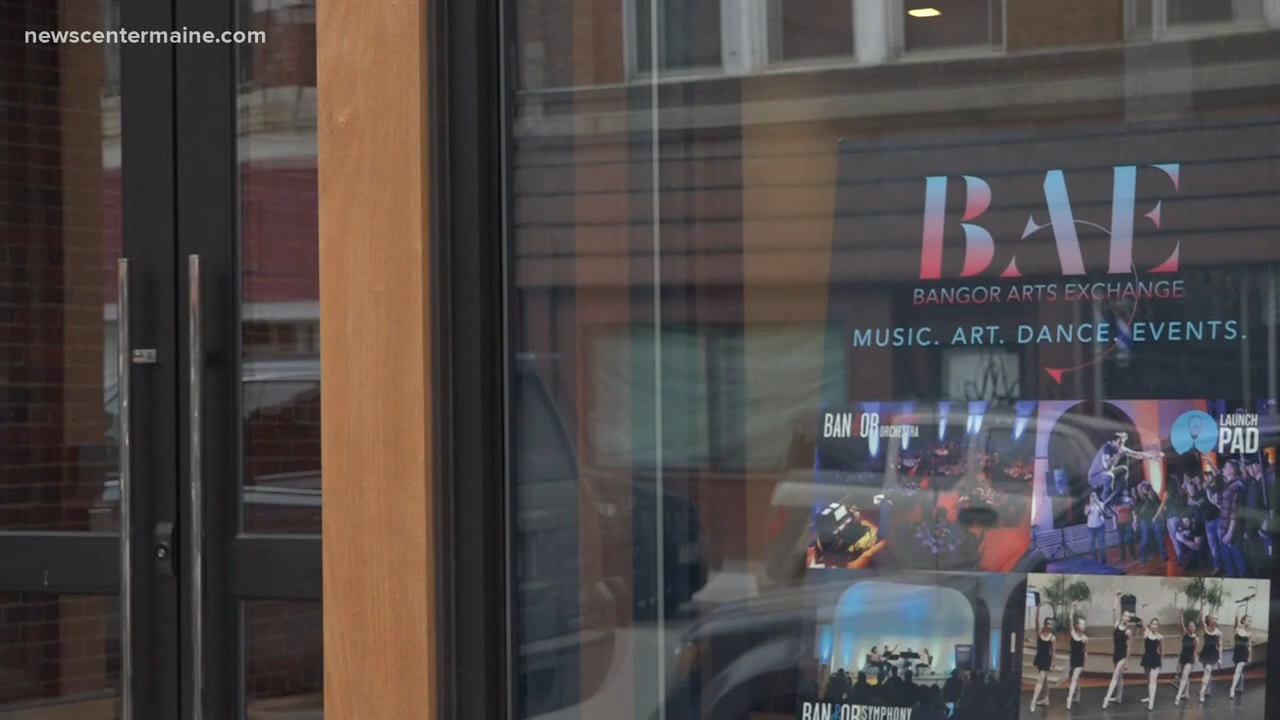 newscentermaine.com
BAE
BANGOR ARTS EXCHANGE
MUSIC. ART. DANCE. EVENTS.
BANGOR ORCHESTRA
LAUNCH
PAD
BANGOR SYMPHONY